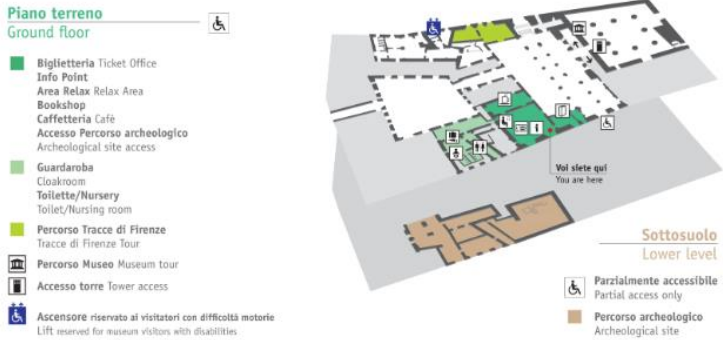 Piano terreno
Ground floor
Biglietteria Ticket Office
Info Point
Area Relax Relax Area
Bookshop
Caffetteria Cafè
Accesso Percorso archeologico
Archeological site access
Guardaroba
Cloakroom
Toilette/Nursery
Toilet/Nursing room
Percorso Tracce di Firenze
Tracce di Firenze Tour
Percorso Museo Museum tour
Accesso torre Tower access
Ascensore riservato ai visitatori con difficoltà motorie
Lift reserved for museum visitors with disabilities
Voi siete qui
You are here
Sottosuolo
Lower level
Parzialmente accessibile
Partial access only
Percorso archeologico
Archeological site